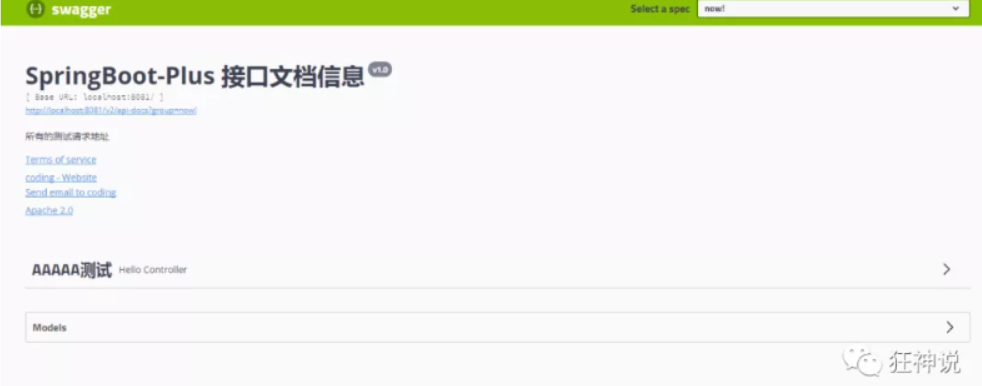 swagger
Select a spec now!
SpringBoot-Plus 接口文档信息 v1.0
[ Base URL: localhost:8081/ ]
http://localhost:8081/v2/api-docs?group=now!
所有的测试请求地址
Terms of service
coding - Website
Send email to coding
Apache 2.0
AAAAA测试 Hello Controller
Models
狂神说